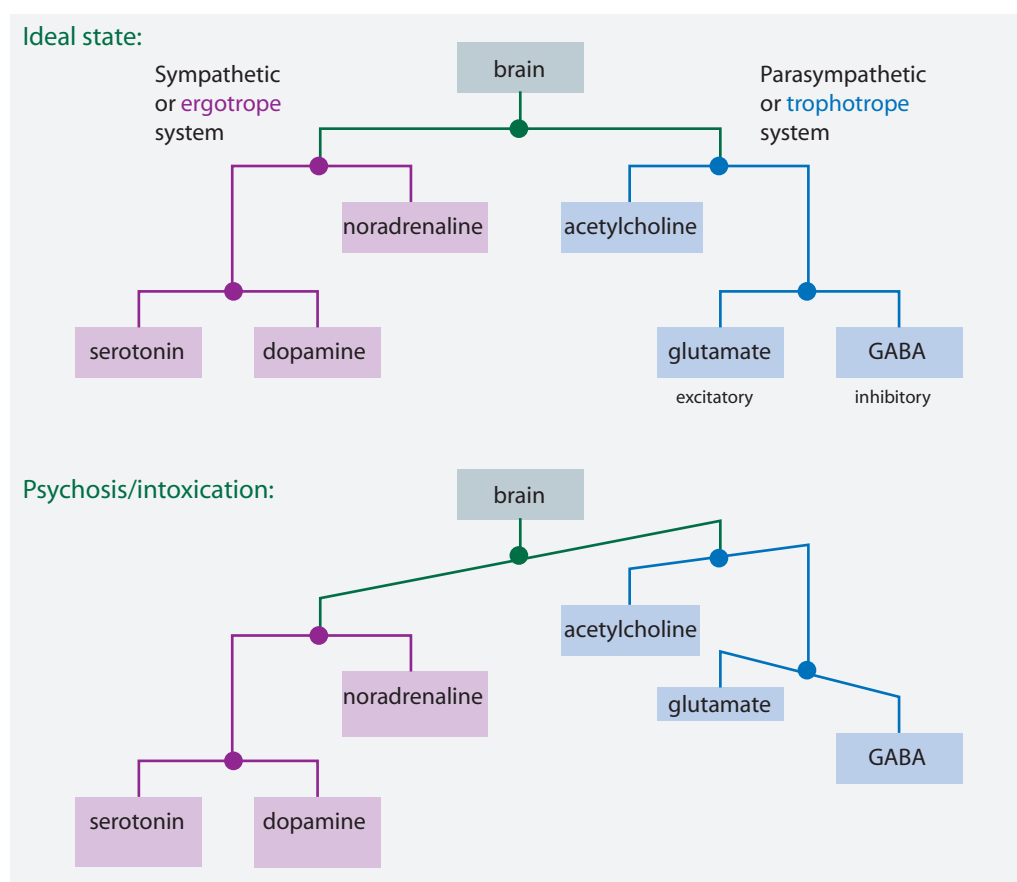 Ideal state:
brain
Sympathetic
or ergotrope
system
Parasympathetic
or trophotrope
system
noradrenaline
acetylcholine
serotonin
dopamine
glutamate
GABA
excitatory
inhibitory
Psychosis/intoxication:
brain
acetylcholine
noradrenaline
glutamate
GABA
serotonin
dopamine